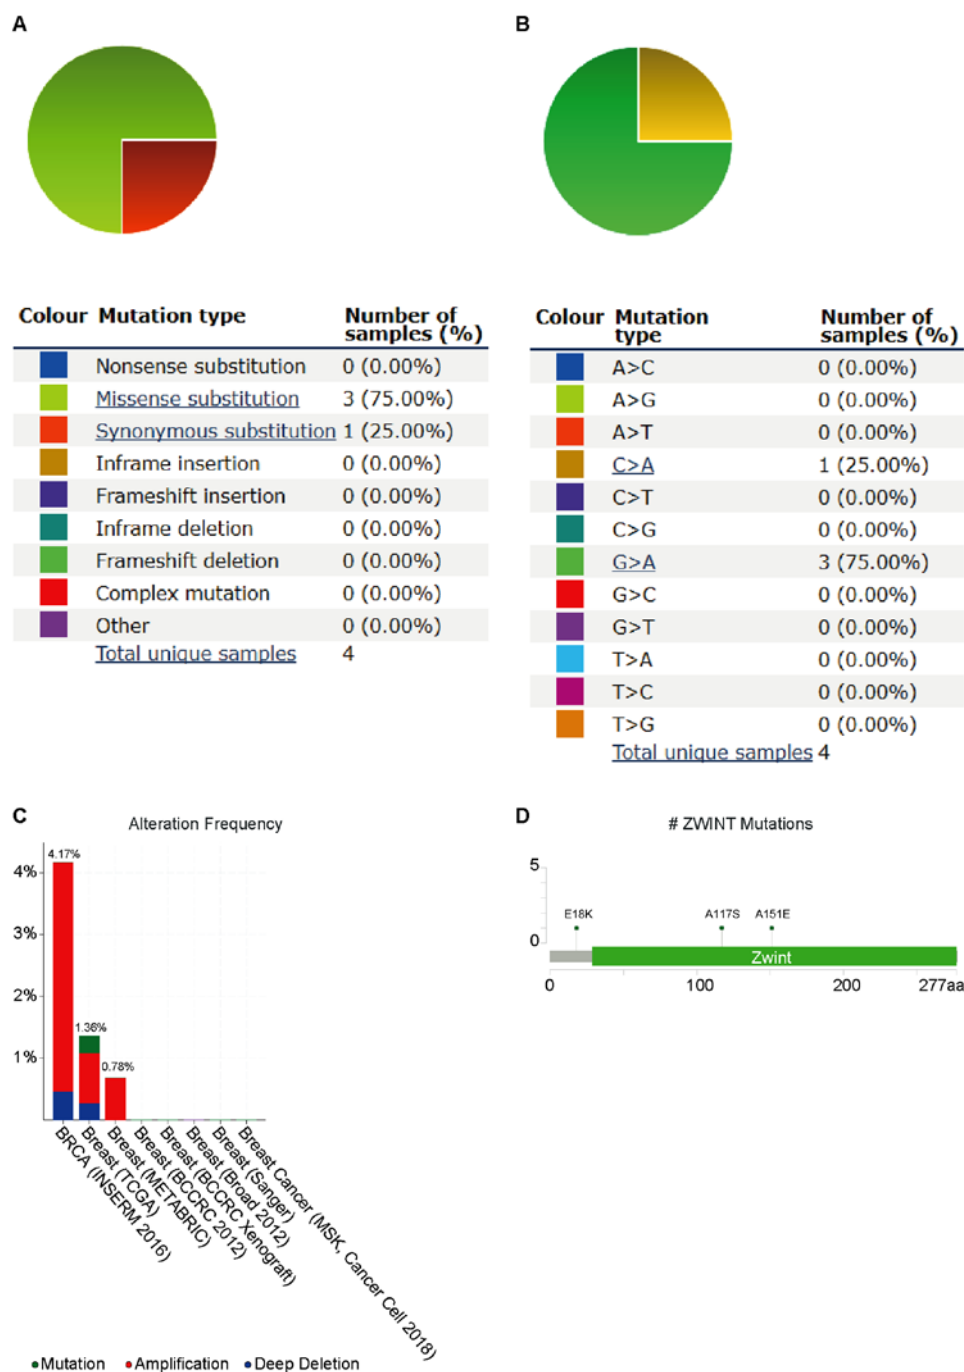 A
B
Colour Mutation type Number of samples (%)
Nonsense substitution 0 (0.00%)
Missense substitution 3 (75.00%)
Synonymous substitution 1 (25.00%)
Inframe insertion 0 (0.00%)
Frameshift insertion 0 (0.00%)
Inframe deletion 0 (0.00%)
Frameshift deletion 0 (0.00%)
Complex mutation 0 (0.00%)
Other 0 (0.00%)
Total unique samples 4
Colour Mutation type Number of samples (%)
A>C 0 (0.00%)
A>G 0 (0.00%)
A>T 0 (0.00%)
C>A 1 (25.00%)
C>T 0 (0.00%)
C>G 0 (0.00%)
G>A 3 (75.00%)
G>C 0 (0.00%)
G>T 0 (0.00%)
T>A 0 (0.00%)
T>C 0 (0.00%)
T>G 0 (0.00%)
Total unique samples 4
C
Alteration Frequency
4%
3%
2%
1%
4.17%
1.36%
0.78%
BRCA (INSERM 2016)
Breast (TCGA)
Breast (METABRIC)
Breast (BCCRC 2012)
Breast (BCCRC Xenograft)
Breast (Broad 2012)
Breast (Sanger)
Breast Cancer (MSK, Cancer Cell 2018)
Mutation Amplification Deep Deletion
D
# ZWINT Mutations
5
0
E18K A117S A151E
Zwint
0 100 200 277aa